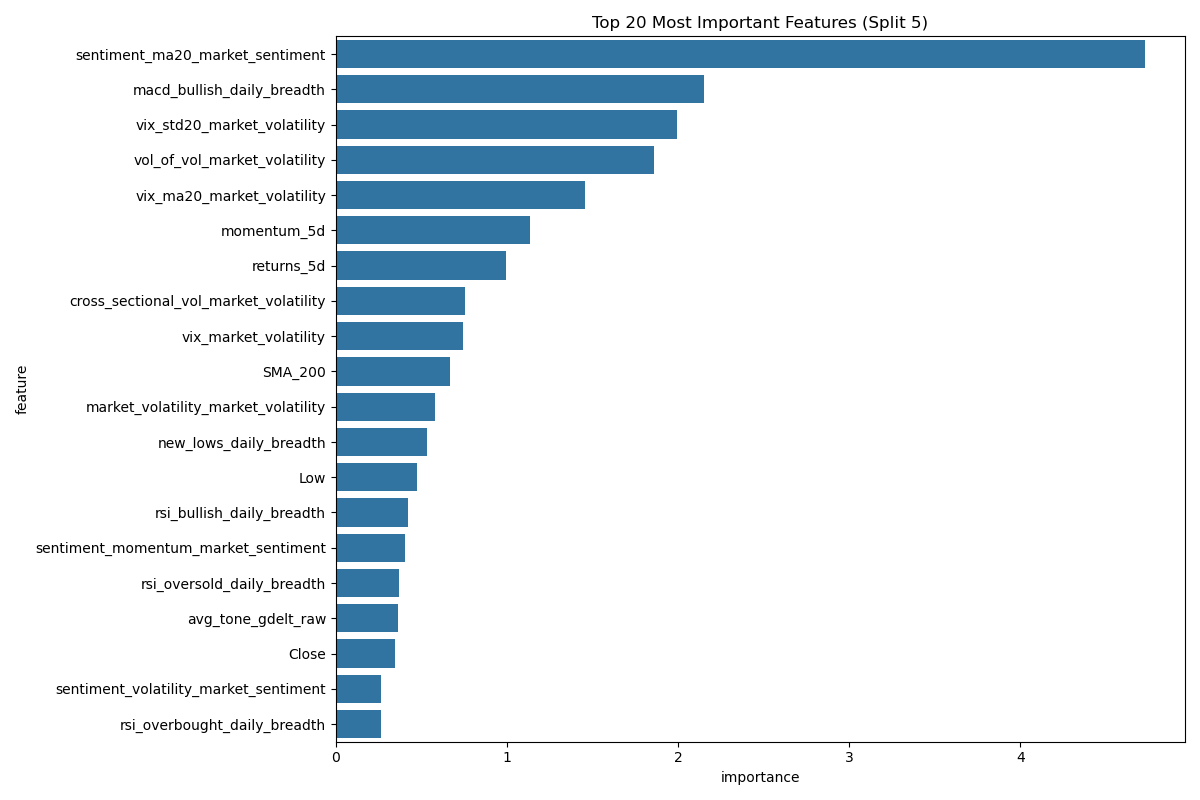 Top 20 Most Important Features (Split 5)
sentiment_ma20_market_sentiment
macd_bullish_daily_breadth
vix_std20_market_volatility
vol_of_vol_market_volatility
vix_ma20_market_volatility
momentum_5d
returns_5d
cross_sectional_vol_market_volatility
vix_market_volatility
SMA_200
market_volatility_market_volatility
new_lows_daily_breadth
Low
rsi_bullish_daily_breadth
sentiment_momentum_market_sentiment
rsi_oversold_daily_breadth
avg_tone_gdelt_raw
Close
sentiment_volatility_market_sentiment
rsi_overbought_daily_breadth
feature
0 1 2 3 4
importance